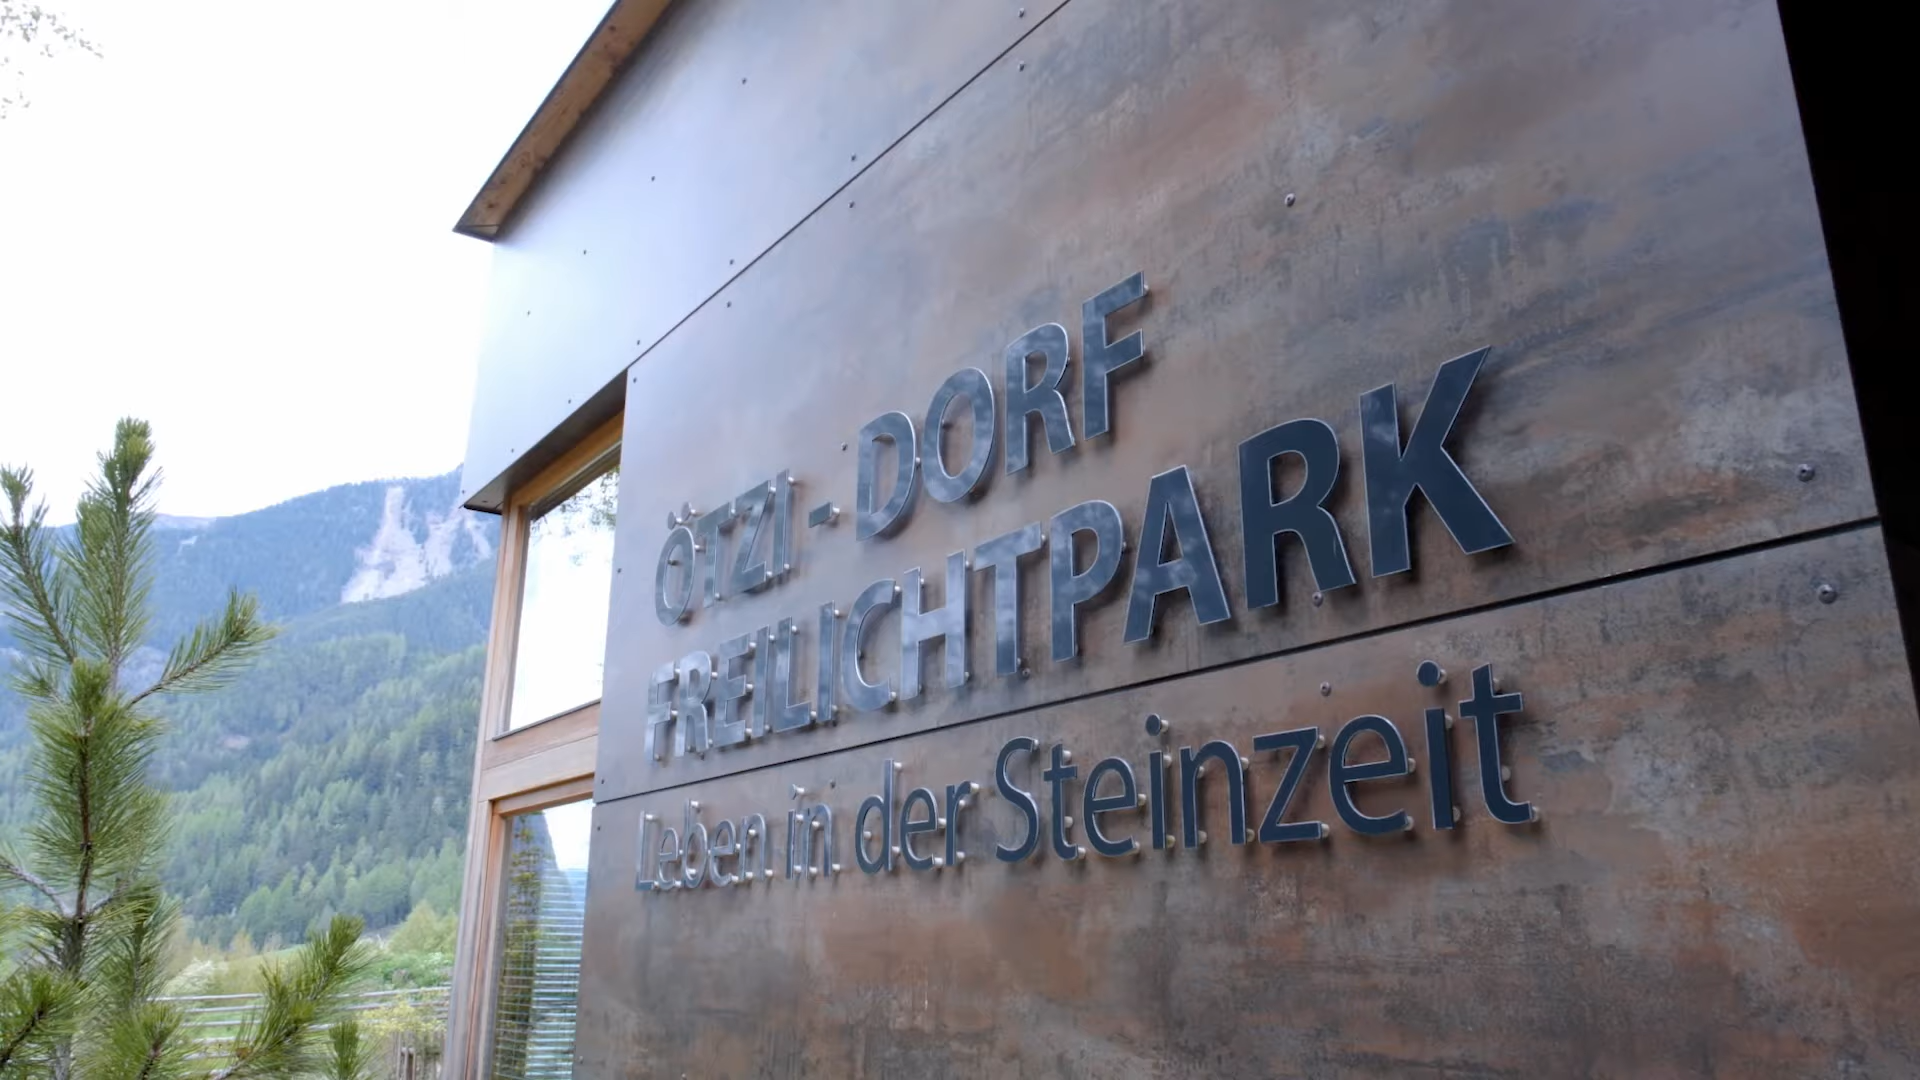 ÖTZI - DORF
FREILICHTPARK
Leben in der Steinzeit